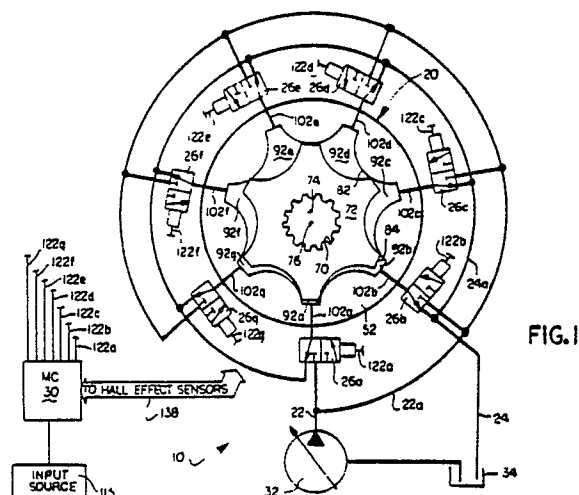 122d
20
26e
26d
122e
102e
102d
122c
26f
92e
92d
82
92c
26c
74
102f
92f
72
102c
122f
84
92g
76
70
92b
122b
122g
122f
122e
122d
122c
122b
122a
102g
92a
102a
102b
26g
52
26b
24a
122g
FIG.1
26a
122a
MC
30
TO HALL EFFECT SENSORS
138
22
22a
24
10
INPUT
SOURCE
115
32
34